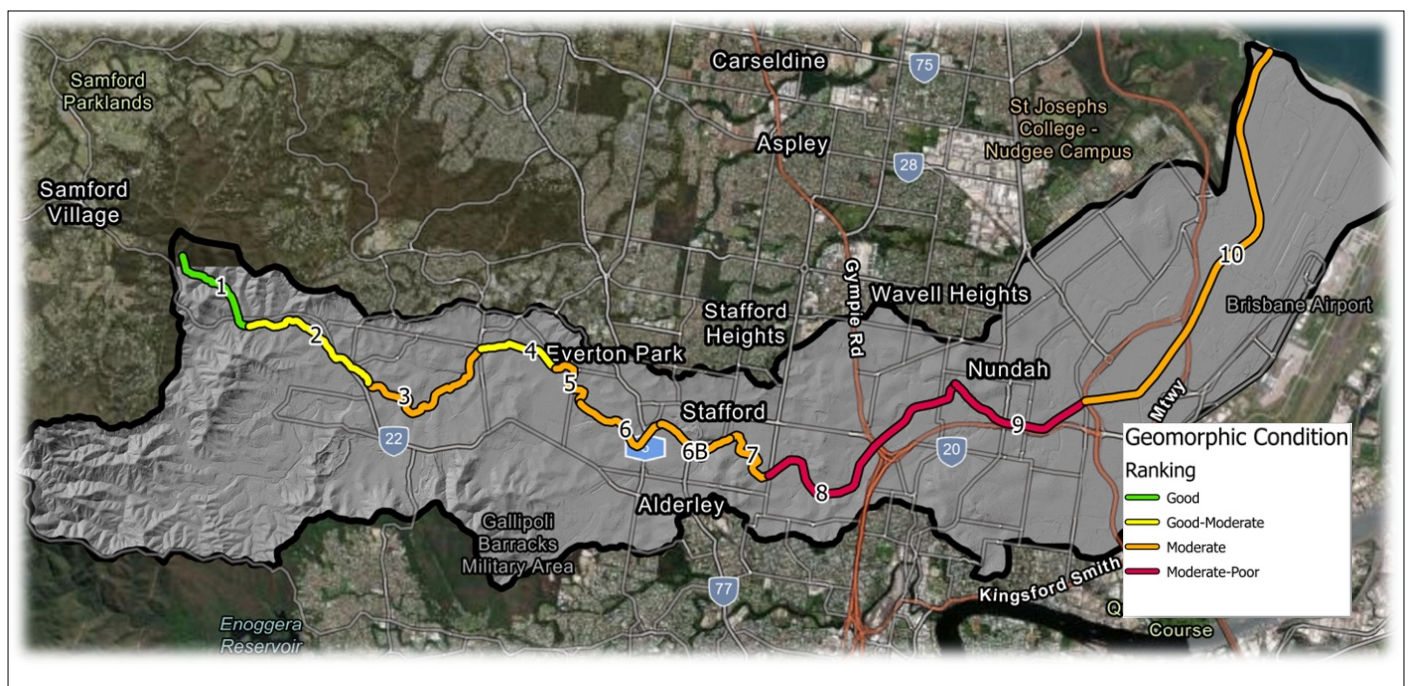 Carseldine
75
Samford
Parklands
St Josephs
College -
Nudgee Campus
Aspley
28
Samford
Village
10
1
Gympie Rd
Wavell Heights
Brisbane Airport
Stafford
Heights
2
4
Everton Park
Nundah
5
3
Stafford
Mtwy
22
6
6B
7
9
20
8
Alderley
Gallipoli
Barracks
Military Area
77
Kingsford Smith
Enoggera
Reservoir
Course
Geomorphic Condition
Ranking
Good
Good-Moderate
Moderate
Moderate-Poor